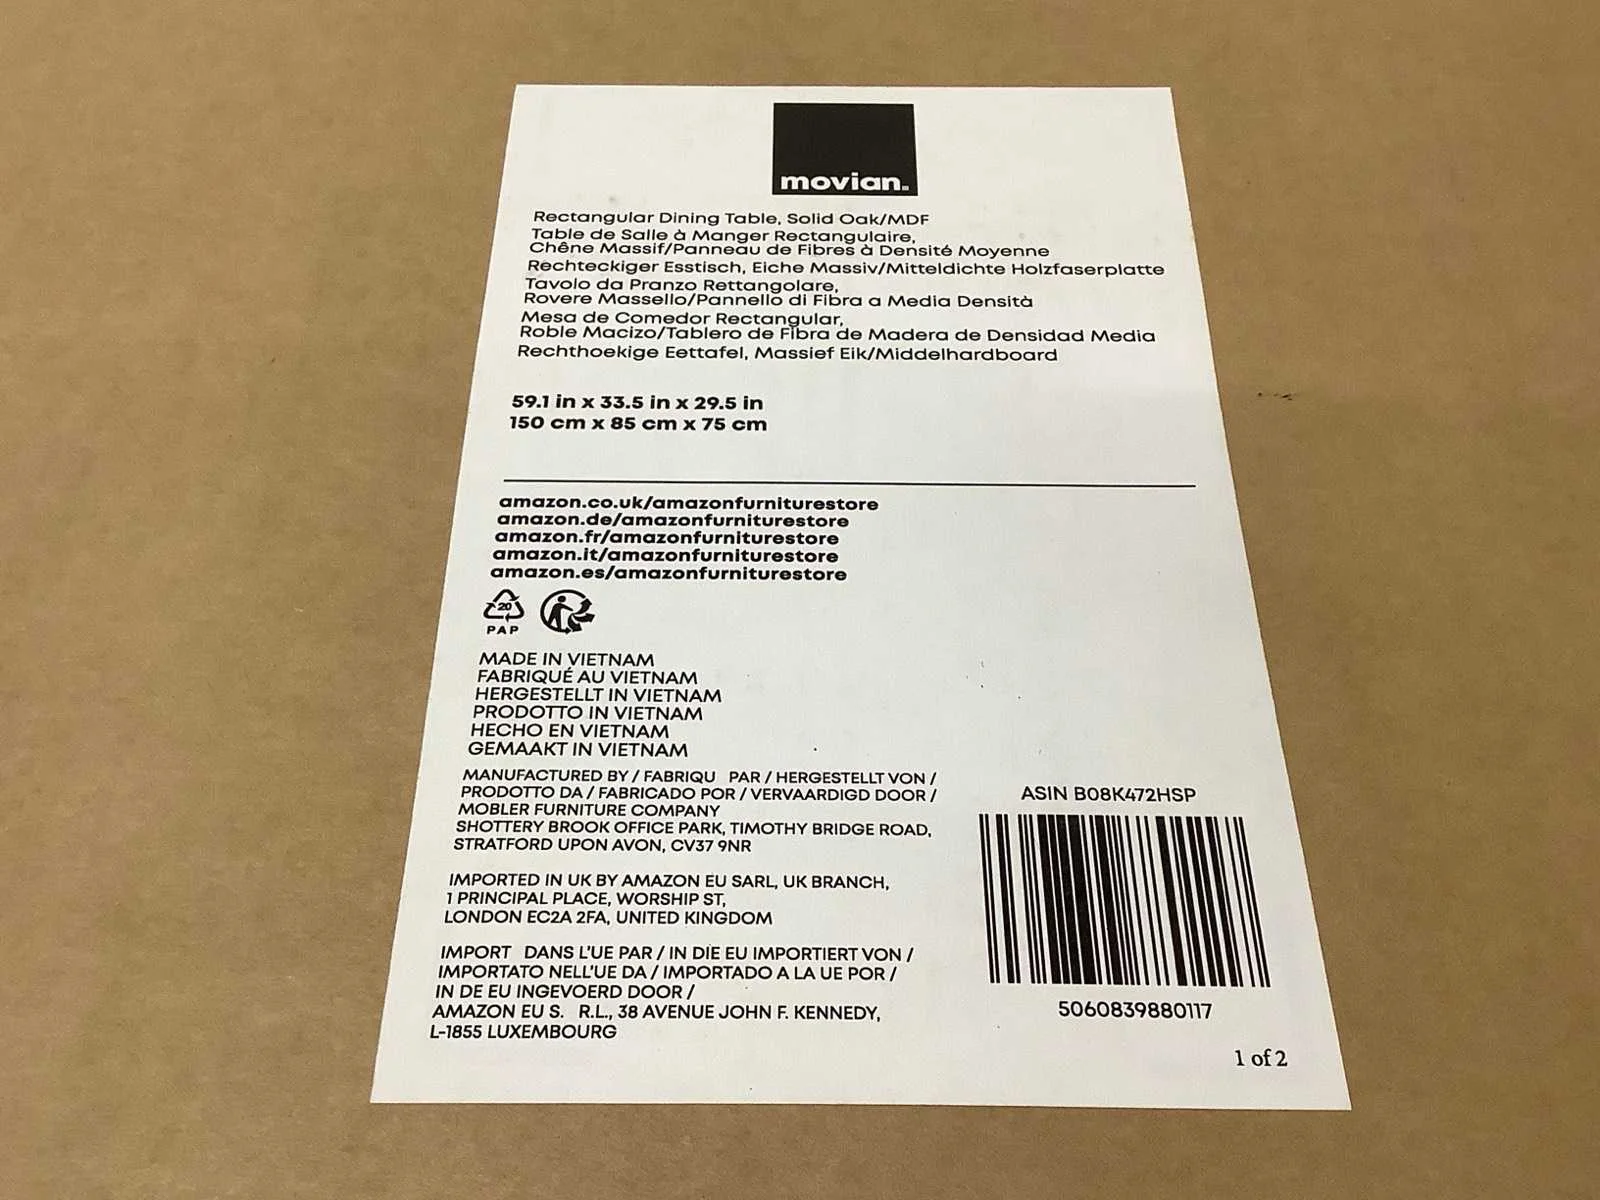 movian.
Rectangular Dining Table, Solid Oak/MDF
Table de Salle à Manger Rectangulaire,
Chêne Massif/Panneau de Fibres à Densité Moyenne
Rechteckiger Esstisch, Eiche Massiv/Mitteldichte Holzfaserplatte
Tavolo da Pranzo Rettangolare,
Rovere Massello/Pannello di Fibra a Media Densità
Mesa de Comedor Rectangular,
Roble Macizo/Tablero de Fibra de Madera de Densidad Media
Rechthoekige Eettafel, Massief Eik/Middelhardboard
59.1 in x 33.5 in x 29.5 in
150 cm x 85 cm x 75 cm
amazon.co.uk/amazonfurniturestore
amazon.de/amazonfurniturestore
amazon.fr/amazonfurniturestore
amazon.it/amazonfurniturestore
amazon.es/amazonfurniturestore
20
PAP
MADE IN VIETNAM
FABRIQUÉ AU VIETNAM
HERGESTELLT IN VIETNAM
PRODOTTO IN VIETNAM
HECHO EN VIETNAM
GEMAAKT IN VIETNAM
MANUFACTURED BY / FABRIQU PAR / HERGESTELLT VON /
PRODOTTO DA / FABRICADO POR / VERVAARDIGD DOOR /
MOBLER FURNITURE COMPANY
SHOTTERY BROOK OFFICE PARK, TIMOTHY BRIDGE ROAD,
STRATFORD UPON AVON, CV37 9NR
IMPORTED IN UK BY AMAZON EU SARL, UK BRANCH,
1 PRINCIPAL PLACE, WORSHIP ST,
LONDON EC2A 2FA, UNITED KINGDOM
IMPORT DANS L'UE PAR / IN DIE EU IMPORTIERT VON /
IMPORTATO NELL'UE DA / IMPORTADO A LA UE POR /
IN DE EU INGEVOERD DOOR /
AMAZON EU S. R.L., 38 AVENUE JOHN F. KENNEDY,
L-1855 LUXEMBOURG
ASIN B08K472HSP
5060839880117
1 of 2